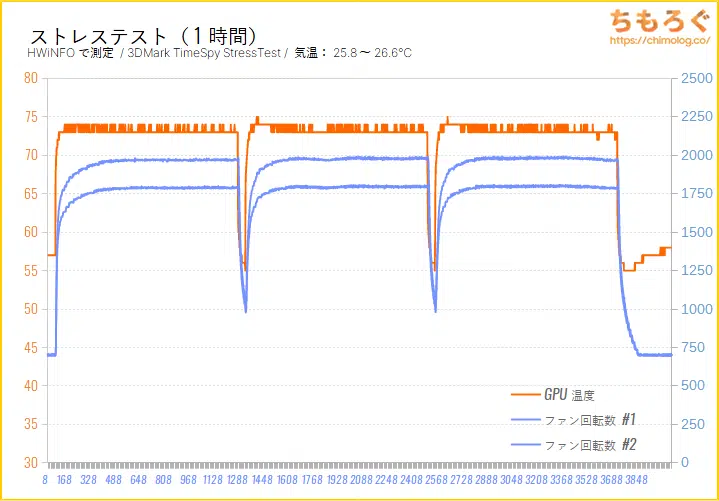 ストレステスト（１時間）
HWiNFO で測定 / 3DMark TimeSpy StressTest / 気温： 25.8 ～ 26.6℃
ちもろぐ
https://chimolog.co/
80
75
70
65
60
55
50
45
40
35
30
2500
2250
2000
1750
1500
1250
1000
750
500
250
0
GPU 温度
ファン回転数 #1
ファン回転数 #2
8 168 328 488 648 808 968 1128 1288 1448 1608 1768 1928 2088 2248 2408 2568 2728 2888 3048 3208 3368 3528 3688 3848